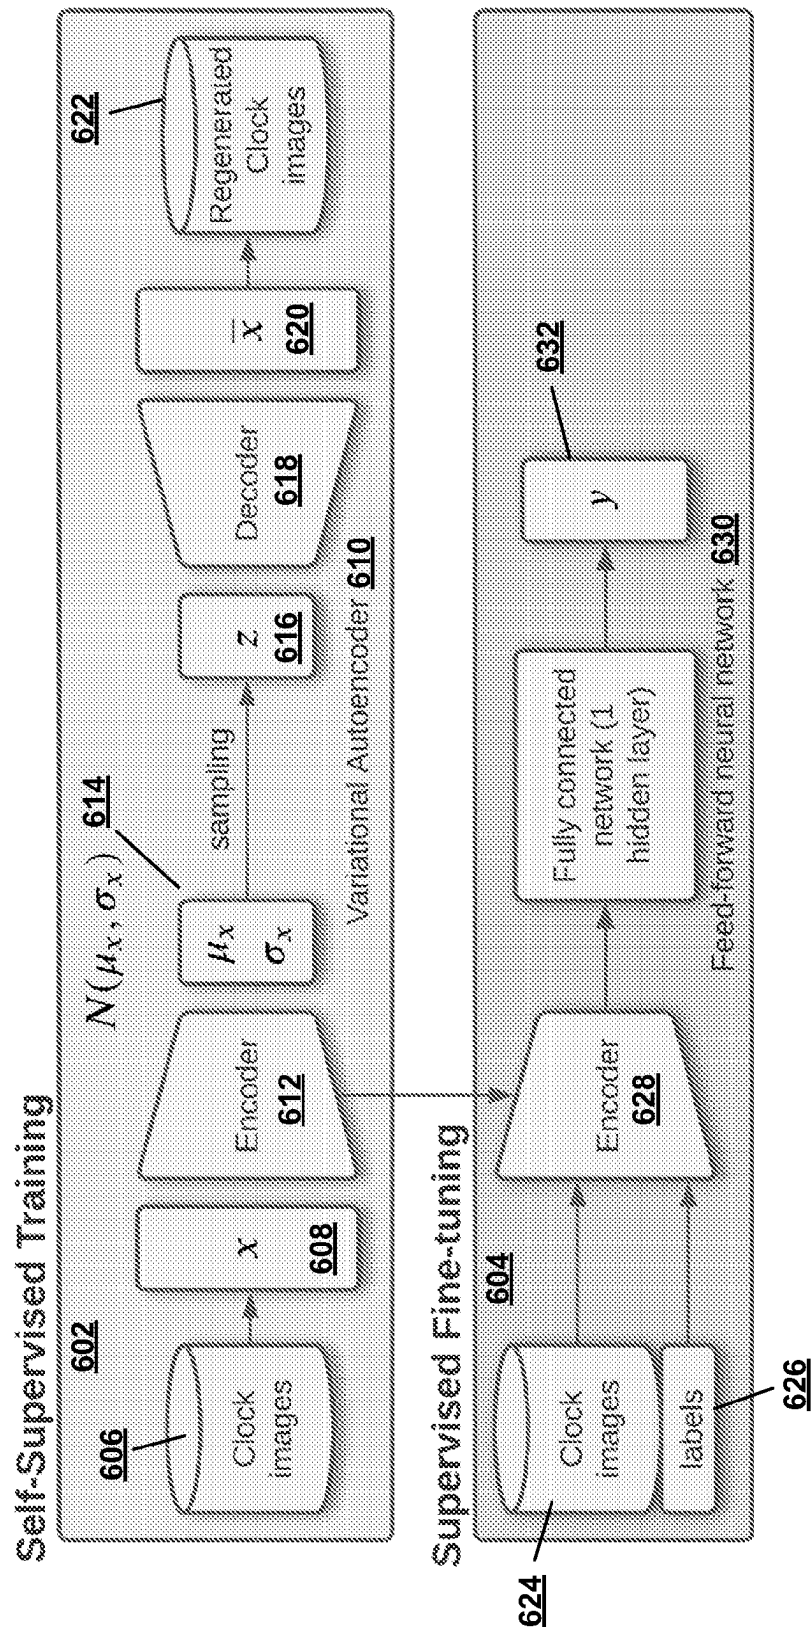 Self-Supervised Training
602
606
Clock
images
x
608
Encoder
612
N(μx, σx)
614
μx
σx
sampling
z
616
Variational Autoencoder 610
Decoder
618
x̄
620
622
Regenerated
Clock
images
Supervised Fine-tuning
604
624
Clock
images
labels
626
Encoder
628
Fully connected
network (1
hidden layer)
Feed-forward neural network 630
y
632